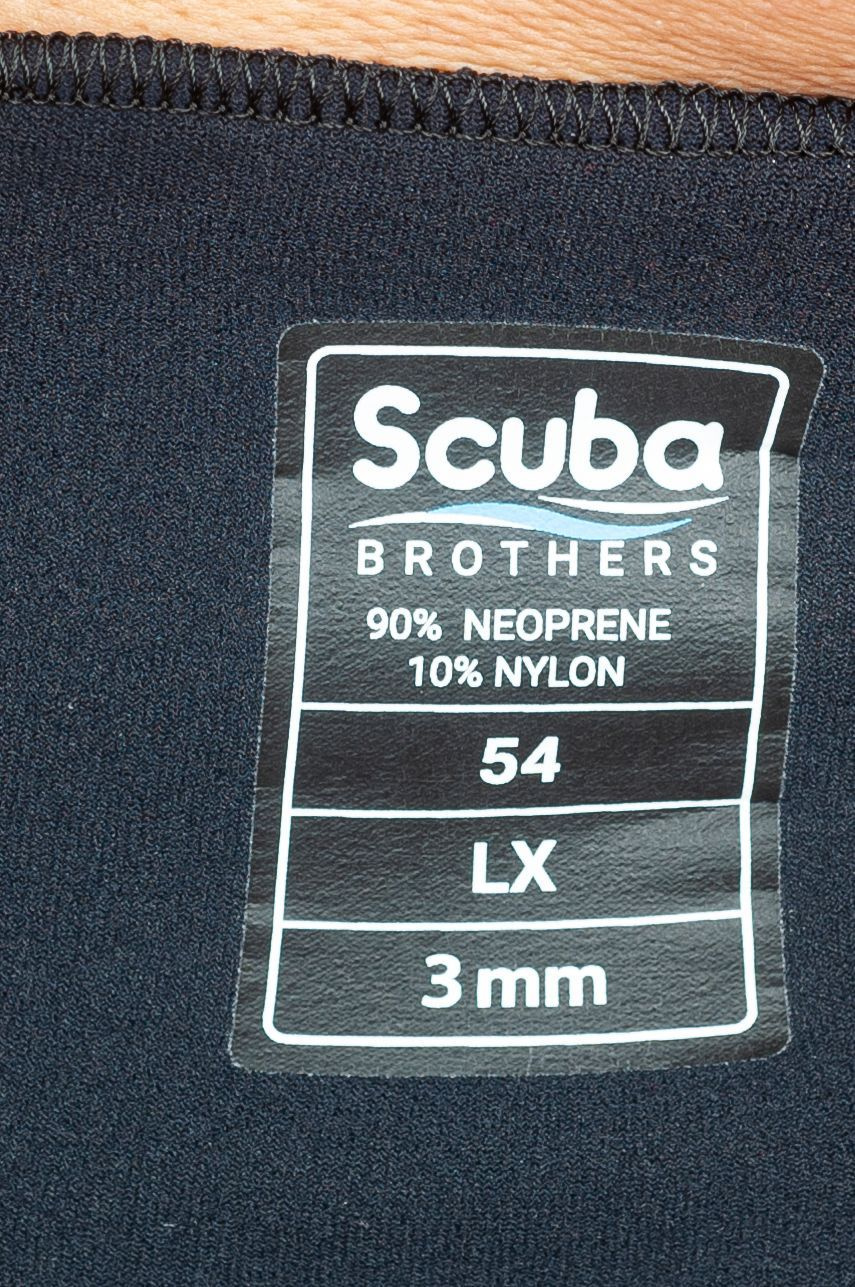 Scuba
BROTHERS
90% NEOPRENE
10% NYLON
54
LX
3mm